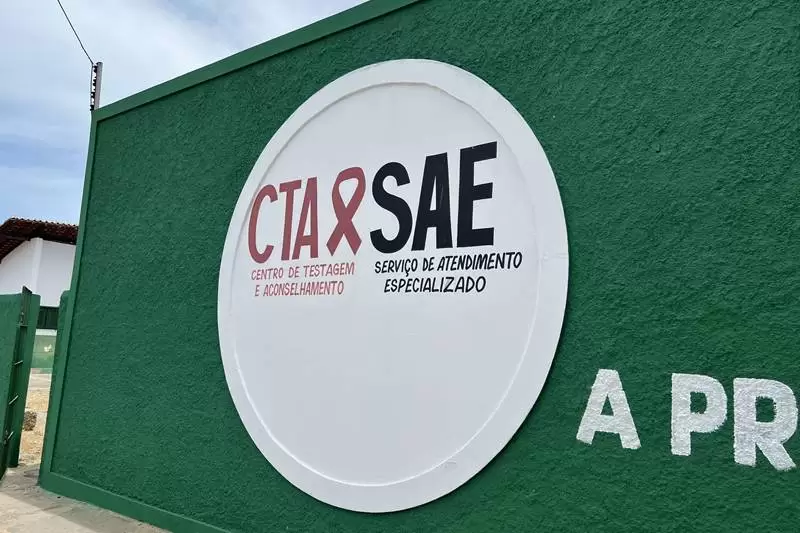 CTA SAE
CENTRO DE TESTAGEM
E ACONSELHAMENTO
SERVIÇO DE ATENDIMENTO
ESPECIALIZADO
A PR